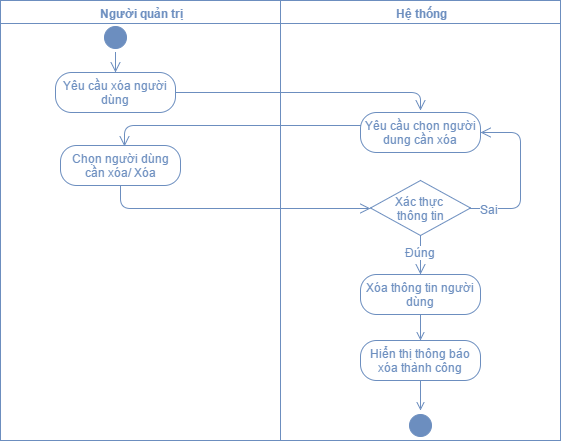 Người quản trị
Hệ thống
Yêu cầu xóa người
dùng
Yêu cầu chọn người
dung cần xóa
Chọn người dùng
cần xóa/ Xóa
Xác thực
thông tin
Sai
Đúng
Xóa thông tin người
dùng
Hiển thị thông báo
xóa thành công